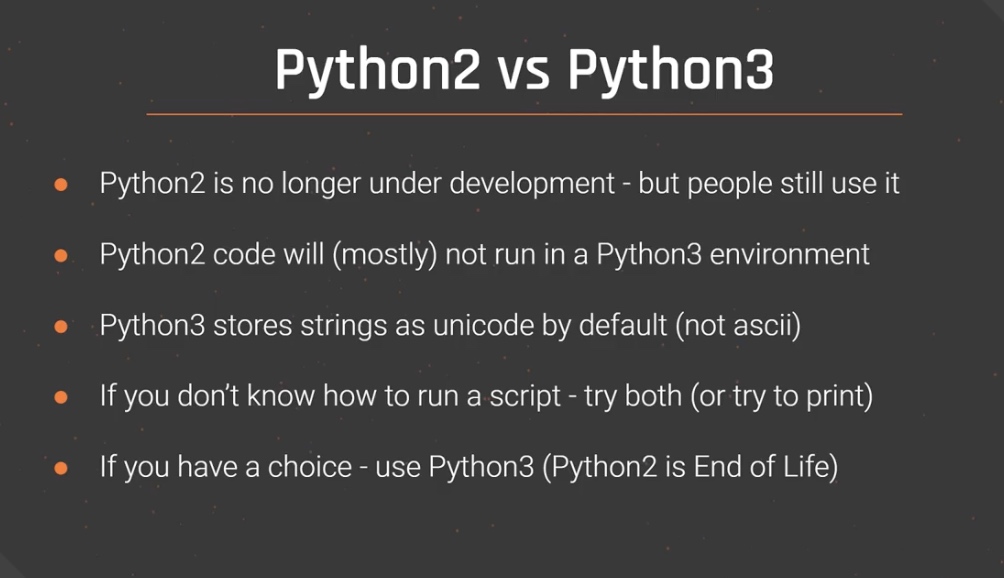 Python2 vs Python3
● Python2 is no longer under development - but people still use it
● Python2 code will (mostly) not run in a Python3 environment
● Python3 stores strings as unicode by default (not ascii)
● If you don’t know how to run a script - try both (or try to print)
● If you have a choice - use Python3 (Python2 is End of Life)